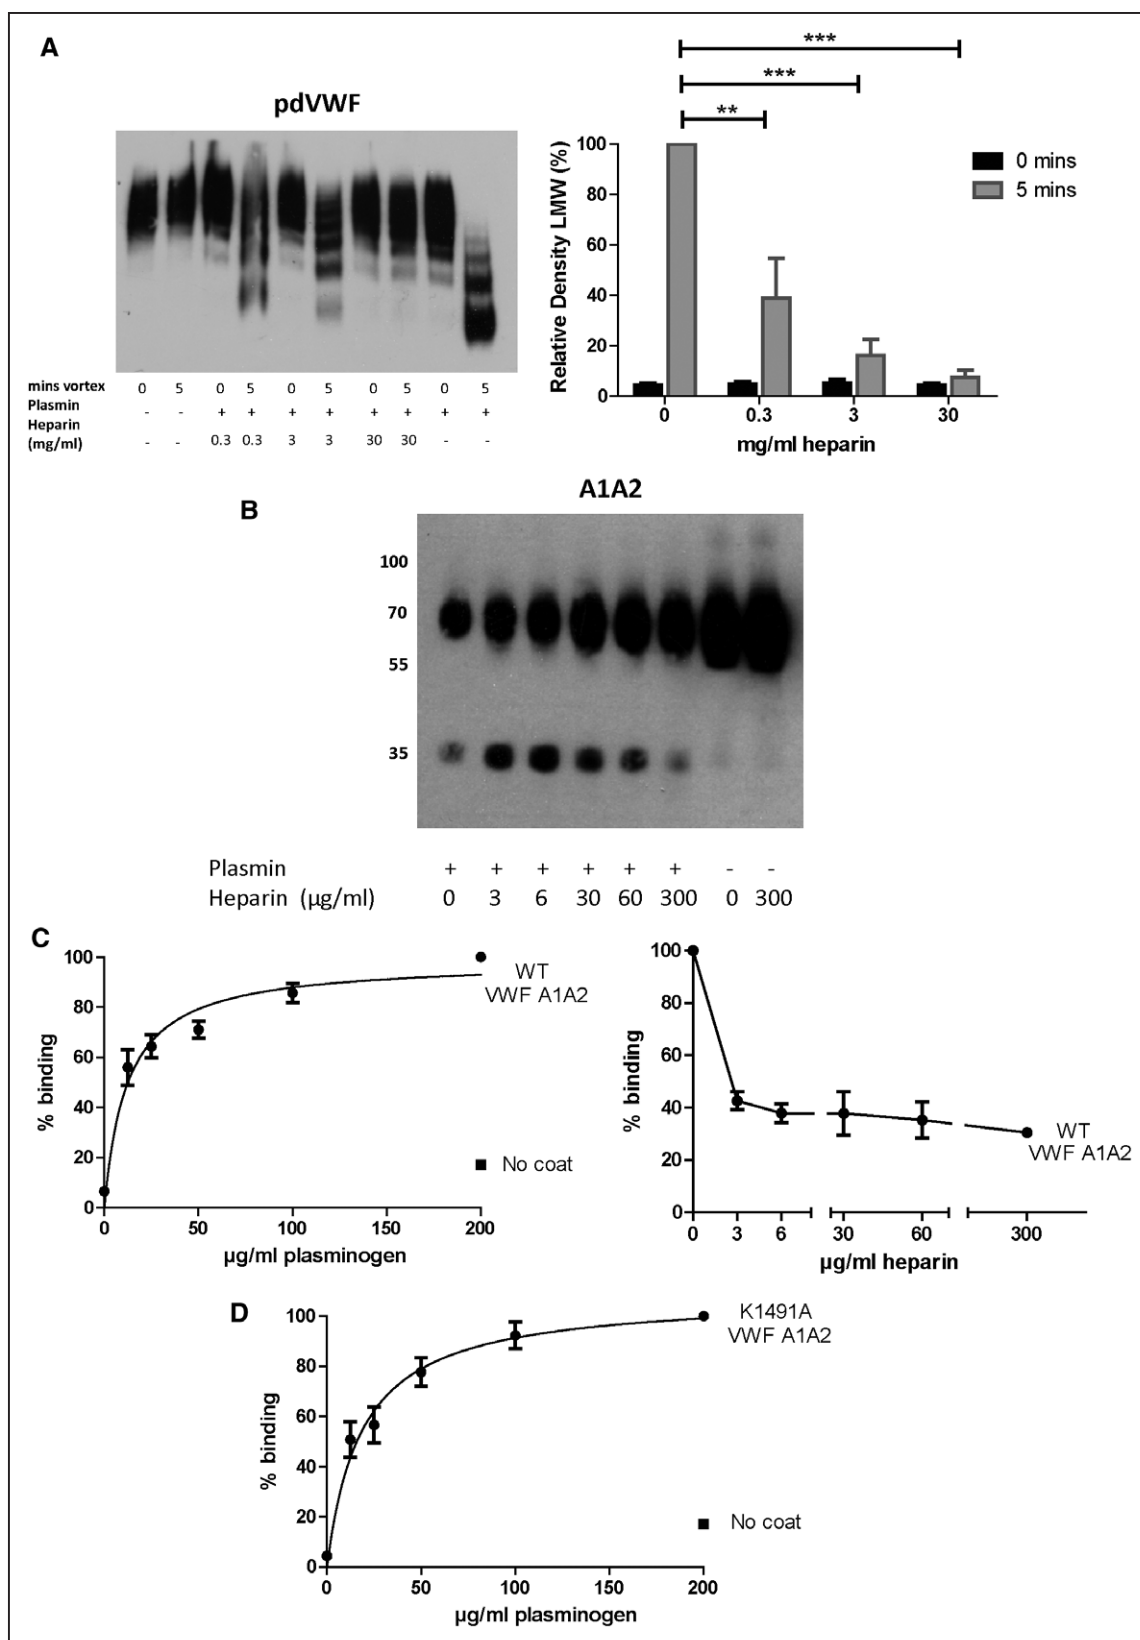 A
pdVWF
mins vortex 0 5 0 5 0 5 0 5 0 5
Plasmin - - + + + + + + + +
Heparin
(mg/ml) - - 0.3 0.3 3 3 30 30 - -
***
***
**
Relative Density LMW (%)
100
80
60
40
20
0
0 0.3 3 30
mg/ml heparin
0 mins
5 mins
B
A1A2
100
70
55
35
Plasmin + + + + + + - -
Heparin (µg/ml) 0 3 6 30 60 300 0 300
C
% binding
100
80
60
40
20
0
0 50 100 150 200
µg/ml plasminogen
WT
VWF A1A2
No coat
% binding
100
80
60
40
20
0
0 3 6 30 60 300
µg/ml heparin
WT
VWF A1A2
D
% binding
100
80
60
40
20
0
0 50 100 150 200
µg/ml plasminogen
K1491A
VWF A1A2
No coat